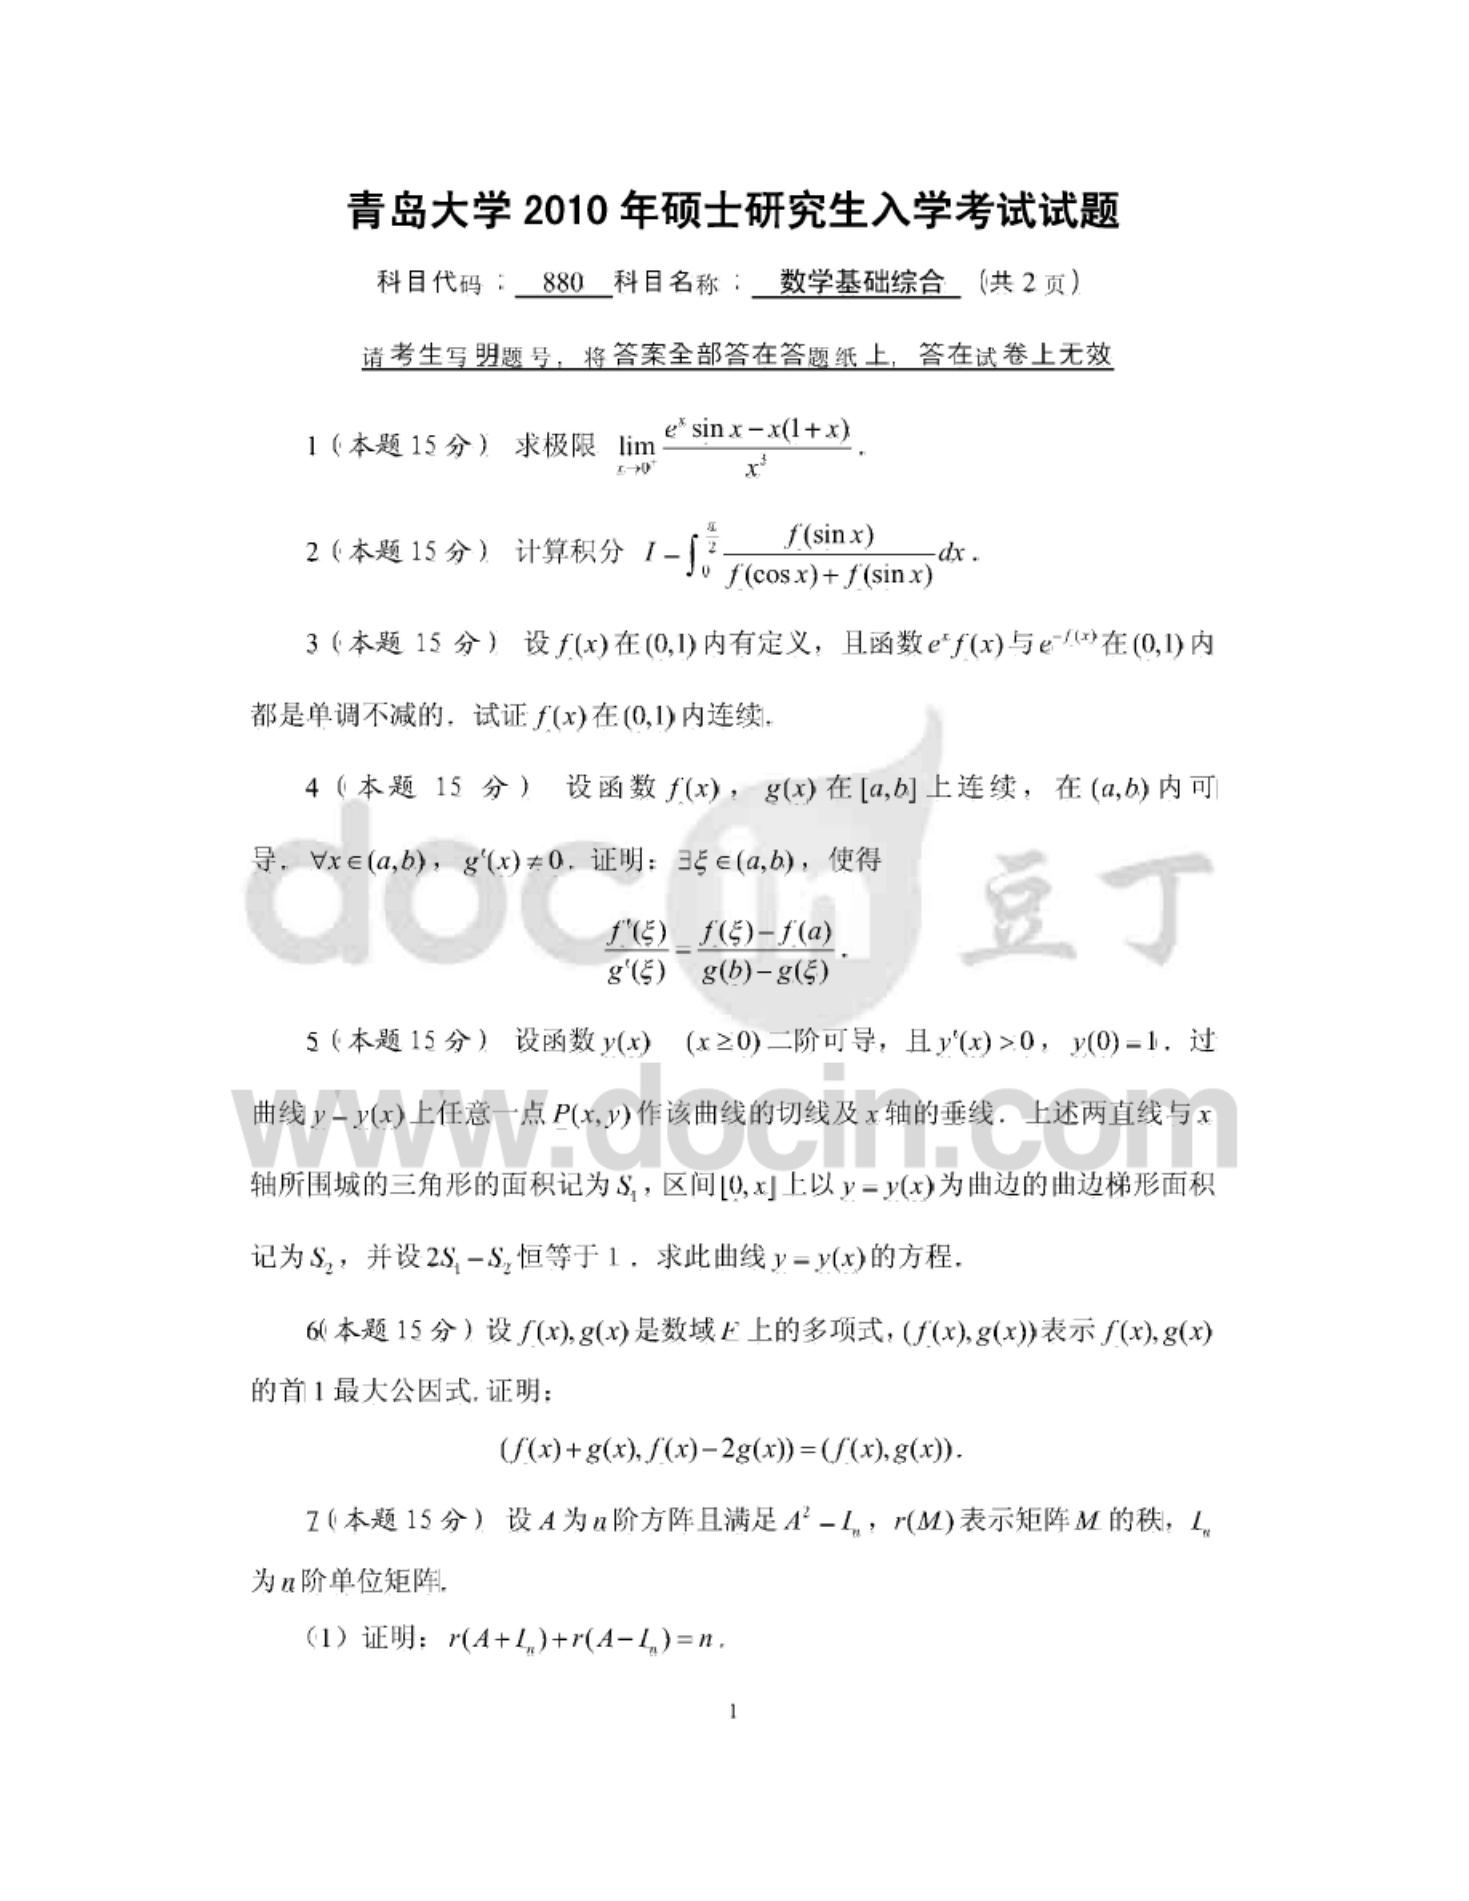 青岛大学 2010 年硕士研究生入学考试试题
科目代码: 880 科目名称: 数学基础综合 (共 2 页)
请考生写明题号,将答案全部答在答题纸上,答在试卷上无效
1(本题 15 分) 求极限 lim_{x→0⁺} (e^x sin x − x(1+x))/x³.
2(本题 15 分) 计算积分 I = ∫_0^{π/2} f(sin x)/(f(cos x)+f(sin x)) dx.
3(本题 15 分) 设 f(x) 在 (0,1) 内有定义,且函数 e^x f(x) 与 e^{-f(x)} 在 (0,1) 内
都是单调不减的.试证 f(x) 在 (0,1) 内连续.
4(本题 15 分) 设函数 f(x),g(x) 在 [a,b] 上连续,在 (a,b) 内可
导.∀x∈(a,b),g'(x)≠0.证明:∃ξ∈(a,b),使得
f'(ξ)/g'(ξ) = (f(ξ)−f(a))/(g(b)−g(ξ)).
5(本题 15 分) 设函数 y(x) (x≥0) 二阶可导,且 y'(x)>0,y(0)=1.过
曲线 y=y(x) 上任意一点 P(x,y) 作该曲线的切线及 x 轴的垂线.上述两直线与 x
轴所围城的三角形的面积记为 S₁,区间[0,x]上以 y=y(x) 为曲边的曲边梯形面积
记为 S₂,并设 2S₁−S₂ 恒等于 1.求此曲线 y=y(x) 的方程.
6(本题 15 分)设 f(x),g(x) 是数域 F 上的多项式,(f(x),g(x)) 表示 f(x),g(x)
的首 1 最大公因式.证明:
(f(x)+g(x), f(x)−2g(x)) = (f(x),g(x)).
7(本题 15 分) 设 A 为 n 阶方阵且满足 A²=I_n,r(M) 表示矩阵 M 的秩,I_n
为 n 阶单位矩阵.
(1)证明:r(A+I_n)+r(A−I_n)=n.
1
docin 豆丁
www.docin.com